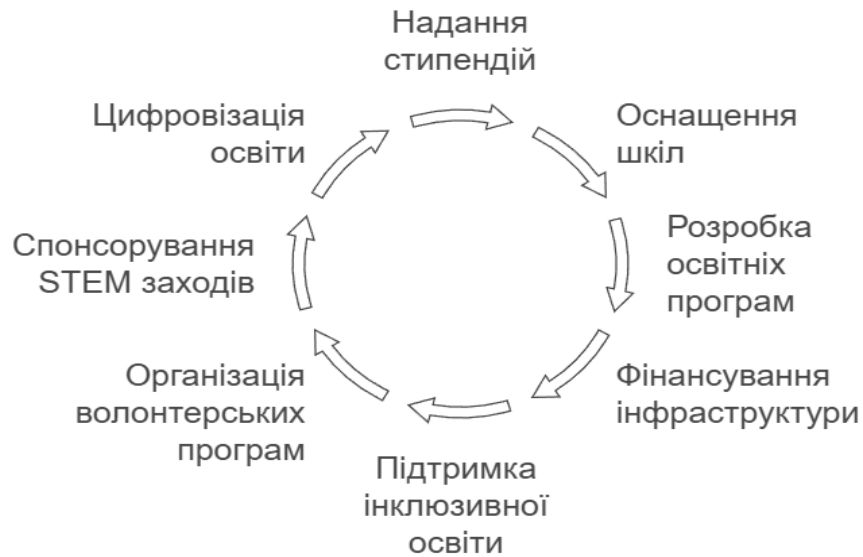 Надання
стипендій
Оснащення
шкіл
Розробка
освітніх
програм
Фінансування
інфраструктури
Підтримка
інклюзивної
освіти
Організація
волонтерських
програм
Спонсорування
STEM заходів
Цифровізація
освіти